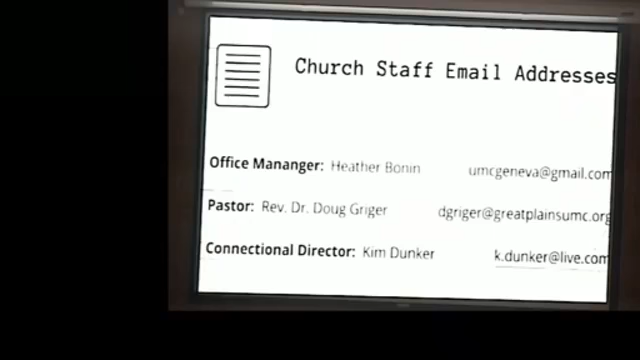 Church Staff Email Addresses
Office Mananger: Heather Bonin umcgeneva@gmail.com
Pastor: Rev. Dr. Doug Griger dgriger@greatplainsumc.org
Connectional Director: Kim Dunker k.dunker@live.com